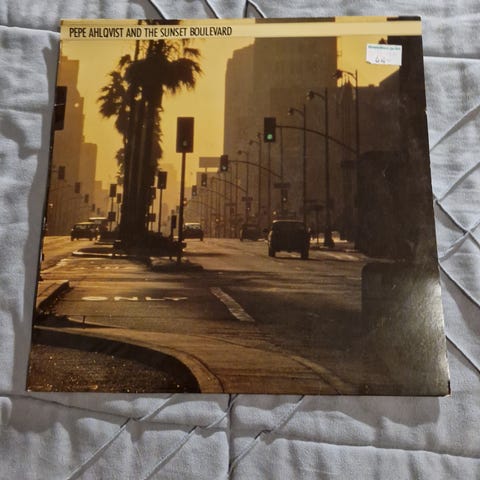 PEPE AHLQVIST AND THE SUNSET BOULEVARD
ONLY